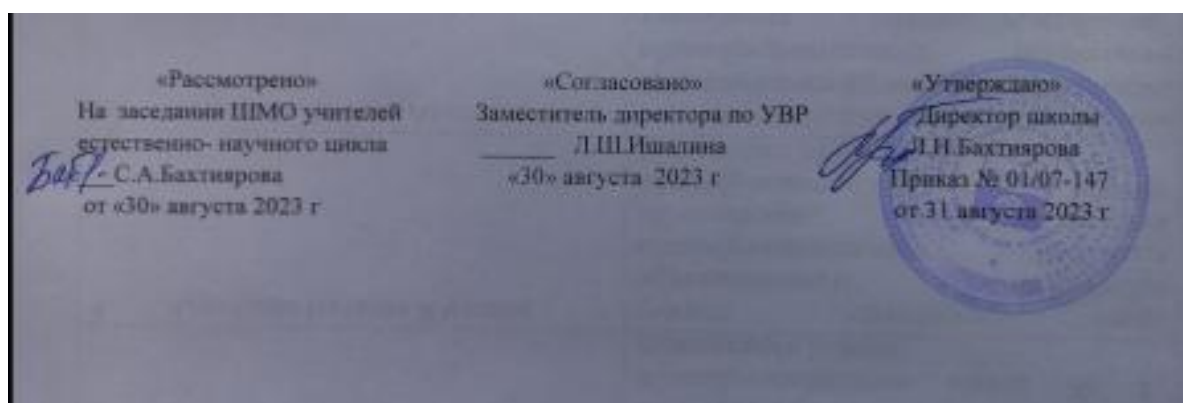 «Рассмотрено»
На заседании ШМО учителей
естественно- научного цикла
С.А.Бахтиярова
от «30» августа 2023 г
«Согласовано»
Заместитель директора по УВР
______ Л.Ш.Ишалина
«30» августа 2023 г
«Утверждаю»
Директор школы
Л.Н.Бахтиярова
Приказ № 01/07-147
от 31 августа 2023 г